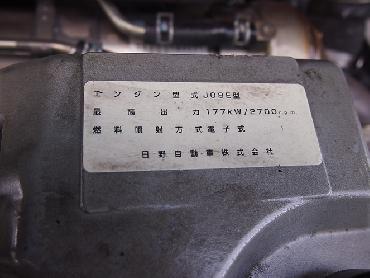 エンジン型式J09E型
最高出力177kW/2700rpm
燃料噴射方式電子式
日野自動車株式会社